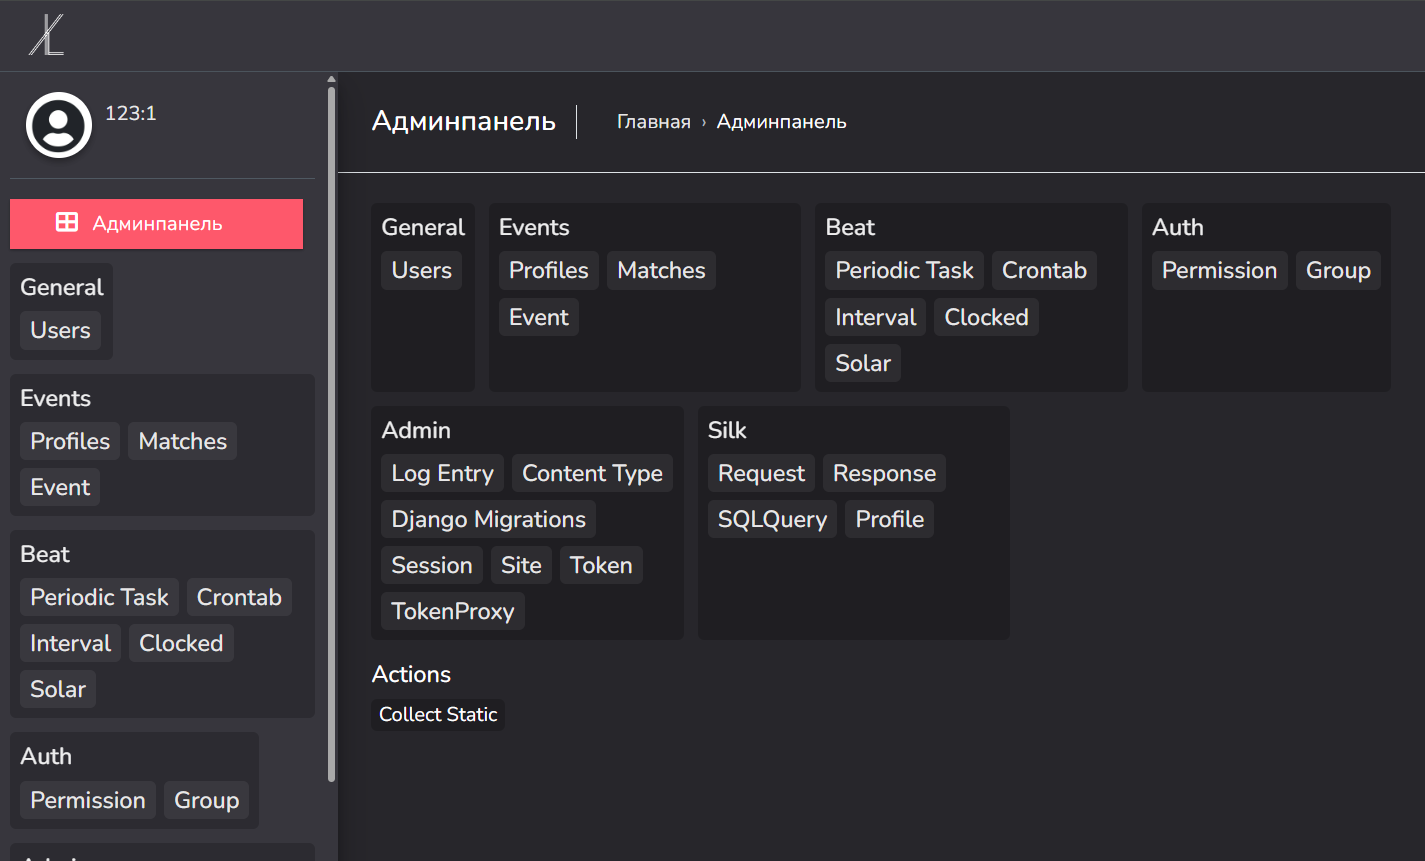 123:1
Админпанель
General
Users
Events
Profiles Matches
Event
Beat
Periodic Task Crontab
Interval Clocked
Solar
Auth
Permission Group
Админпанель
Главная › Админпанель
General
Users
Events
Profiles Matches
Event
Beat
Periodic Task Crontab
Interval Clocked
Solar
Auth
Permission Group
Admin
Log Entry Content Type
Django Migrations
Session Site Token
TokenProxy
Silk
Request Response
SQLQuery Profile
Actions
Collect Static